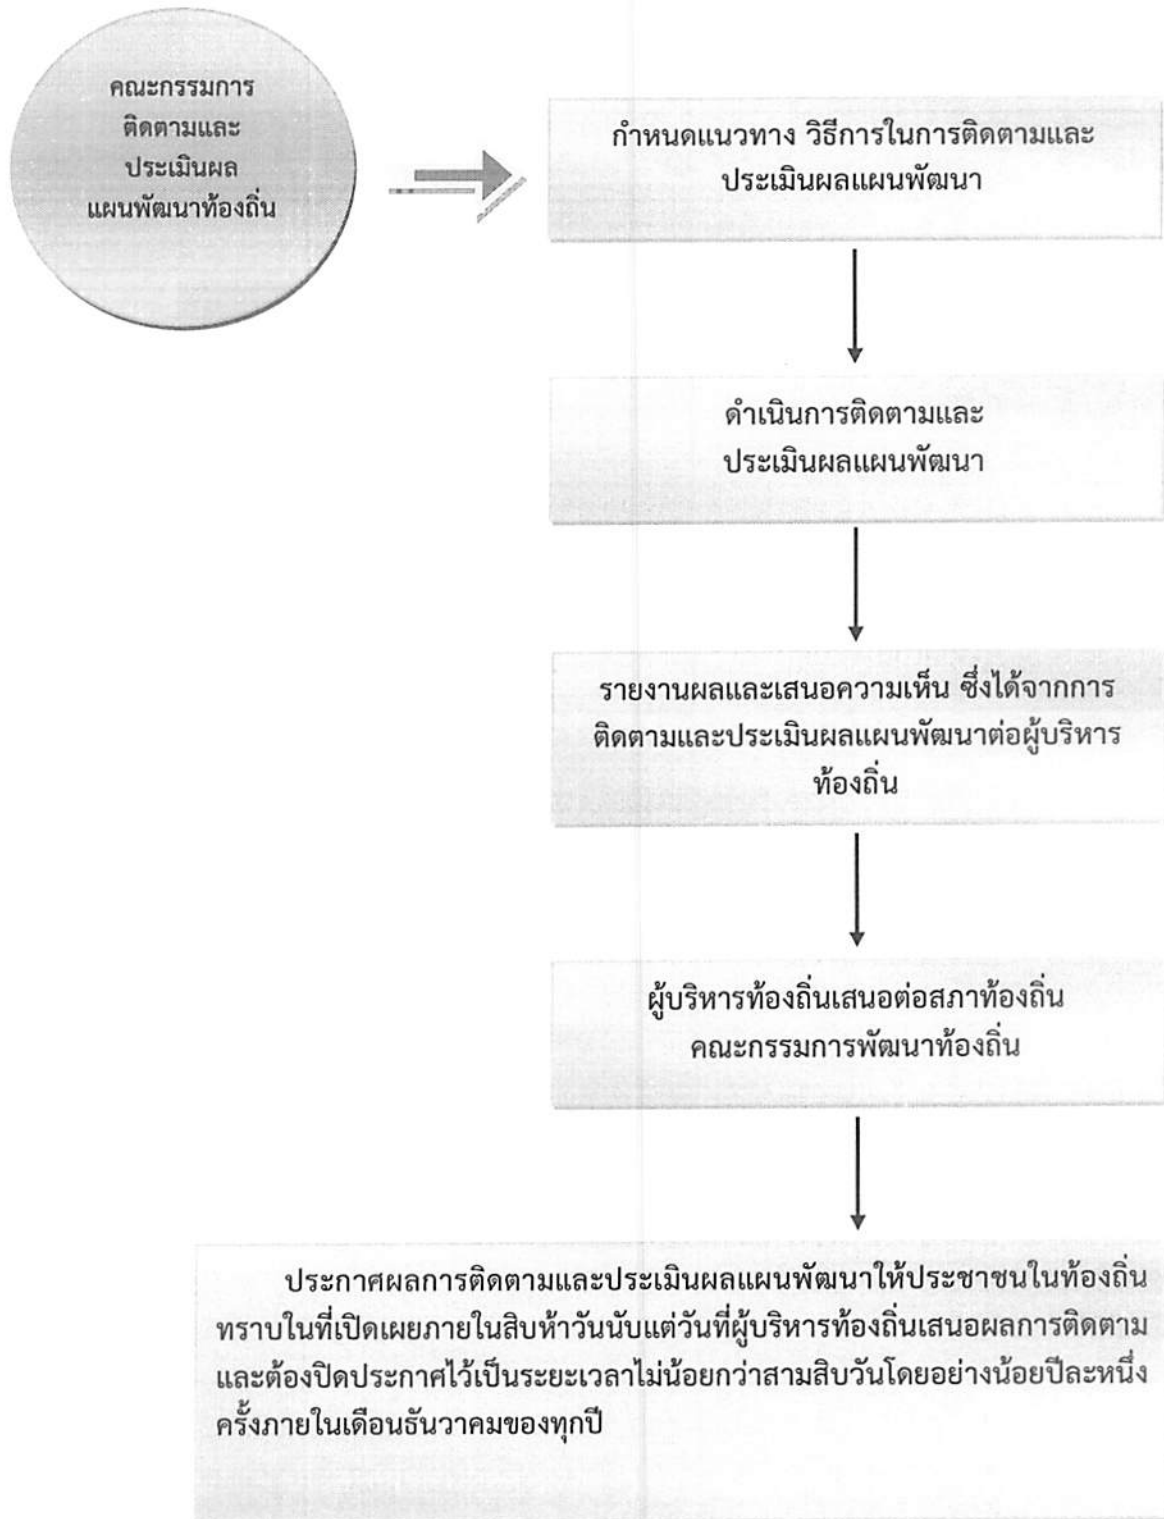 คณะกรรมการ
ติดตามและ
ประเมินผล
แผนพัฒนาท้องถิ่น
กำหนดแนวทาง วิธีการในการติดตามและ
ประเมินผลแผนพัฒนา
ดำเนินการติดตามและ
ประเมินผลแผนพัฒนา
รายงานผลและเสนอความเห็น ซึ่งได้จากการ
ติดตามและประเมินผลแผนพัฒนาต่อผู้บริหาร
ท้องถิ่น
ผู้บริหารท้องถิ่นเสนอต่อสภาท้องถิ่น
คณะกรรมการพัฒนาท้องถิ่น
ประกาศผลการติดตามและประเมินผลแผนพัฒนาให้ประชาชนในท้องถิ่น
ทราบในที่เปิดเผยภายในสิบห้าวันนับแต่วันที่ผู้บริหารท้องถิ่นเสนอผลการติดตาม
และต้องปิดประกาศไว้เป็นระยะเวลาไม่น้อยกว่าสามสิบวันโดยอย่างน้อยปีละหนึ่ง
ครั้งภายในเดือนธันวาคมของทุกปี